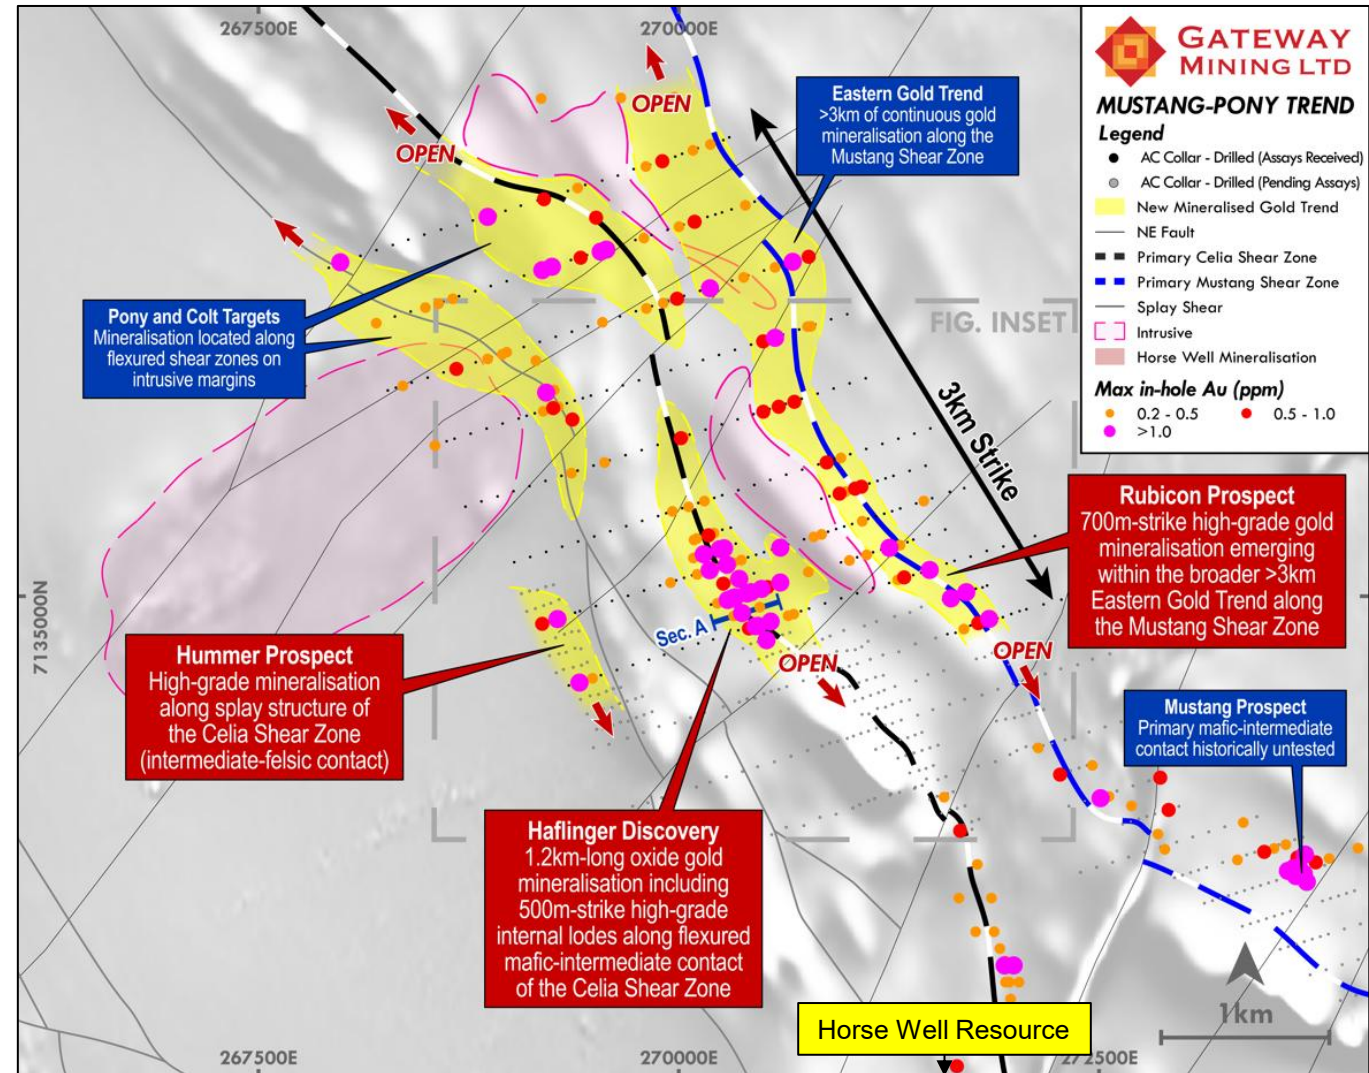 267500E
270000E
GATEWAY
MINING LTD
MUSTANG-PONY TREND
Legend
AC Collar - Drilled (Assays Received)
AC Collar - Drilled (Pending Assays)
New Mineralised Gold Trend
NE Fault
Primary Celia Shear Zone
Primary Mustang Shear Zone
Splay Shear
Intrusive
Horse Well Mineralisation
Max in-hole Au (ppm)
0.2 - 0.5
0.5 - 1.0
>1.0
OPEN
OPEN
Eastern Gold Trend
>3km of continuous gold
mineralisation along the
Mustang Shear Zone
Pony and Colt Targets
Mineralisation located along
flexured shear zones on
intrusive margins
FIG. INSET
3km Strike
Rubicon Prospect
700m-strike high-grade gold
mineralisation emerging
within the broader >3km
Eastern Gold Trend along
the Mustang Shear Zone
7135000N
Sec. A
OPEN
OPEN
Hummer Prospect
High-grade mineralisation
along splay structure of
the Celia Shear Zone
(intermediate-felsic contact)
Mustang Prospect
Primary mafic-intermediate
contact historically untested
Haflinger Discovery
1.2km-long oxide gold
mineralisation including
500m-strike high-grade
internal lodes along flexured
mafic-intermediate contact
of the Celia Shear Zone
1km
Horse Well Resource
267500E
270000E
272500E